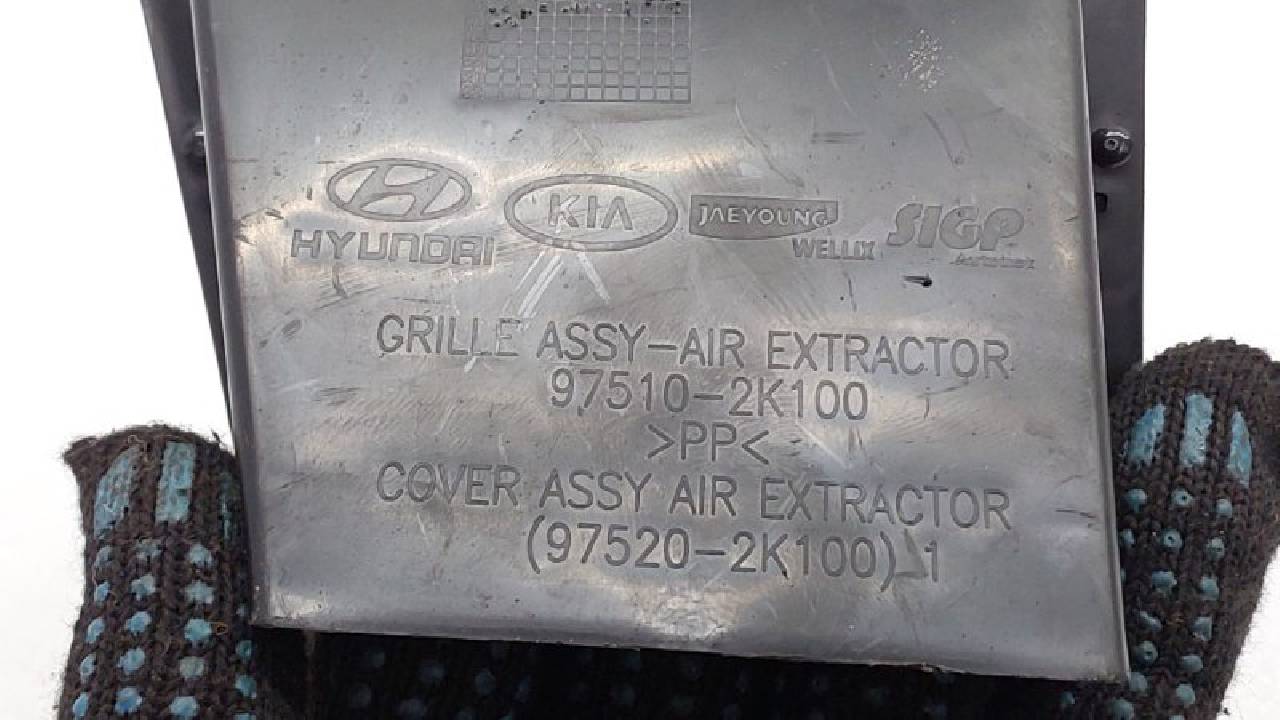 HYUNDAI KIA JAEYOUNG WELLIX SIGP
GRILLE ASSY-AIR EXTRACTOR
97510-2K100
>PP<
COVER ASSY AIR EXTRACTOR
(97520-2K100) 1